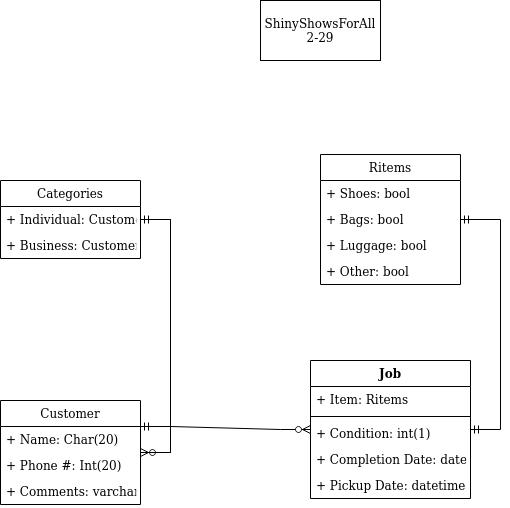 ShinyShowsForAll
2-29
Ritems
+ Shoes: bool
+ Bags: bool
+ Luggage: bool
+ Other: bool
Categories
+ Individual: Custom
+ Business: Custome
Job
+ Item: Ritems
+ Condition: int(1)
+ Completion Date: date
+ Pickup Date: datetime
Customer
+ Name: Char(20)
+ Phone #: Int(20)
+ Comments: varcha